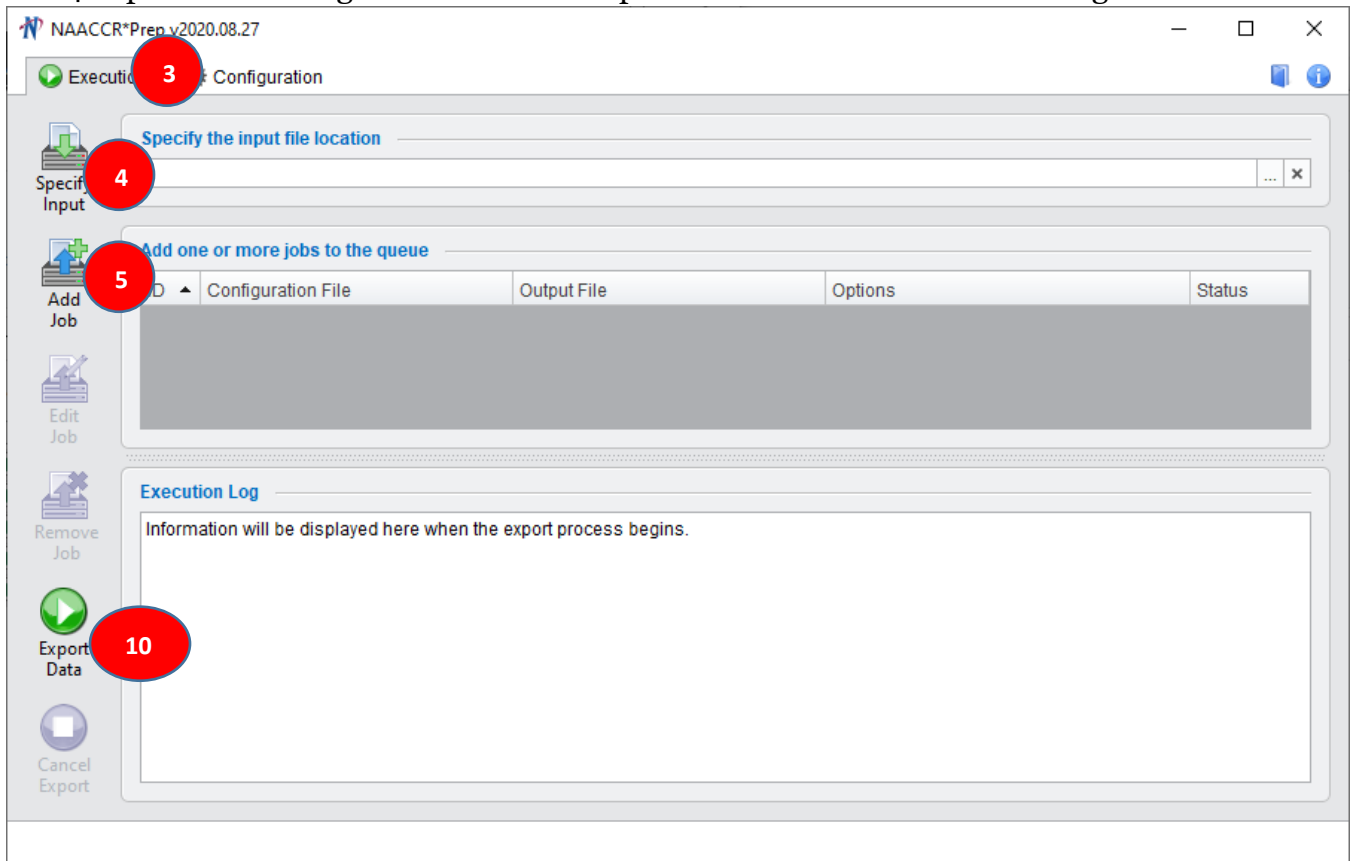 NAACCR*Prep v2020.08.27
Executi 3 Configuration
Specify the input file location
Specify
Input
4
...
Add one or more jobs to the queue
5
D Configuration File Output File Options Status
Add
Job
Edit
Job
Execution Log
Information will be displayed here when the export process begins.
Remove
Job
Export
Data
10
Cancel
Export